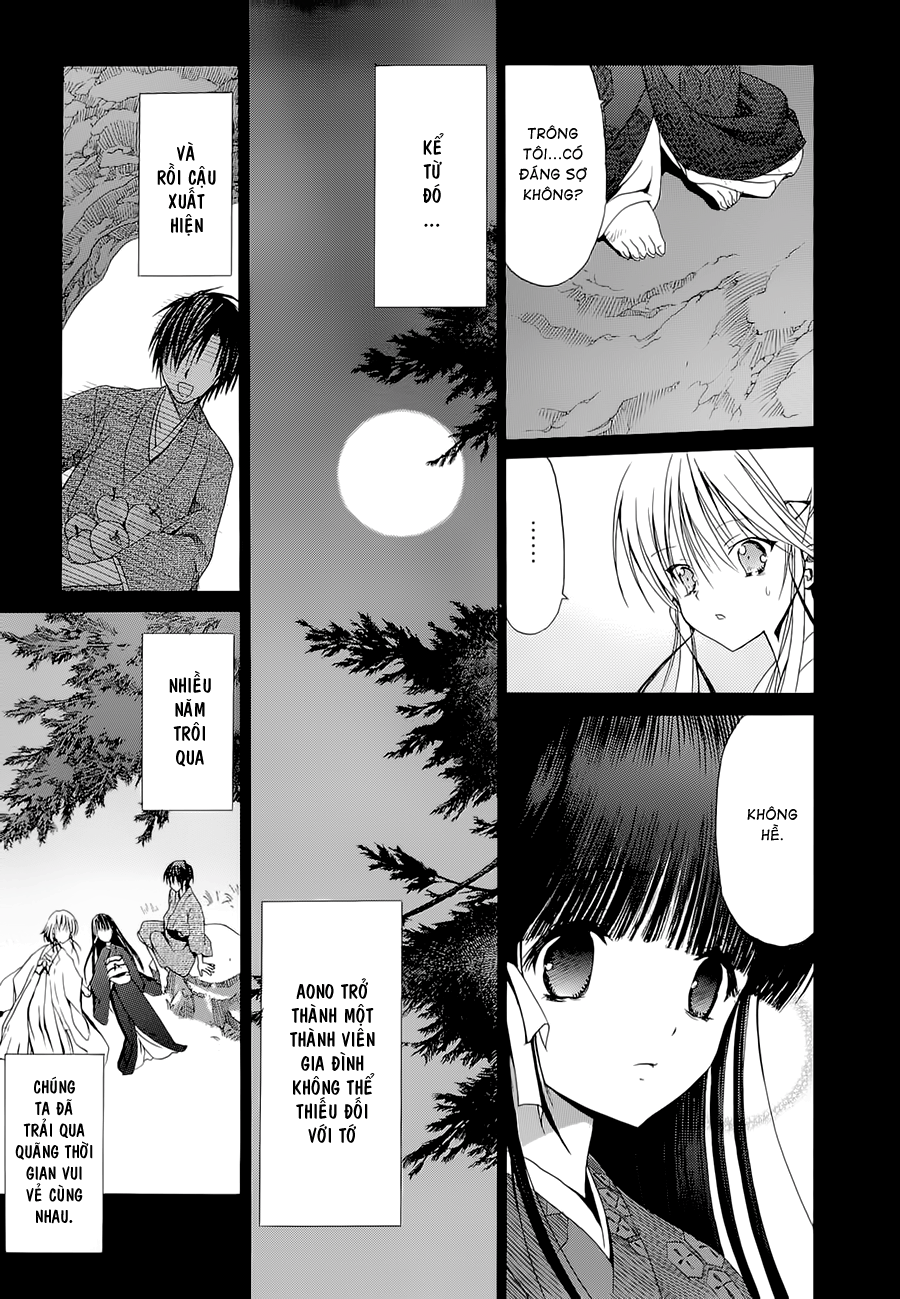 TRÔNG
TÔI...CÓ
ĐÁNG SỢ
KHÔNG?
......
KHÔNG
HỀ.
KỂ
TỪ
ĐÓ
...
AONO TRỞ
THÀNH MỘT
THÀNH VIÊN
GIA ĐÌNH
KHÔNG THỂ
THIẾU ĐỐI
VỚI TỚ
VÀ
RỒI CẬU
XUẤT
HIỆN
NHIỀU
NĂM
TRÔI
QUA
CHÚNG
TA ĐÃ
TRẢI QUA
QUÃNG THỜI
GIAN VUI
VẺ CÙNG
NHAU.